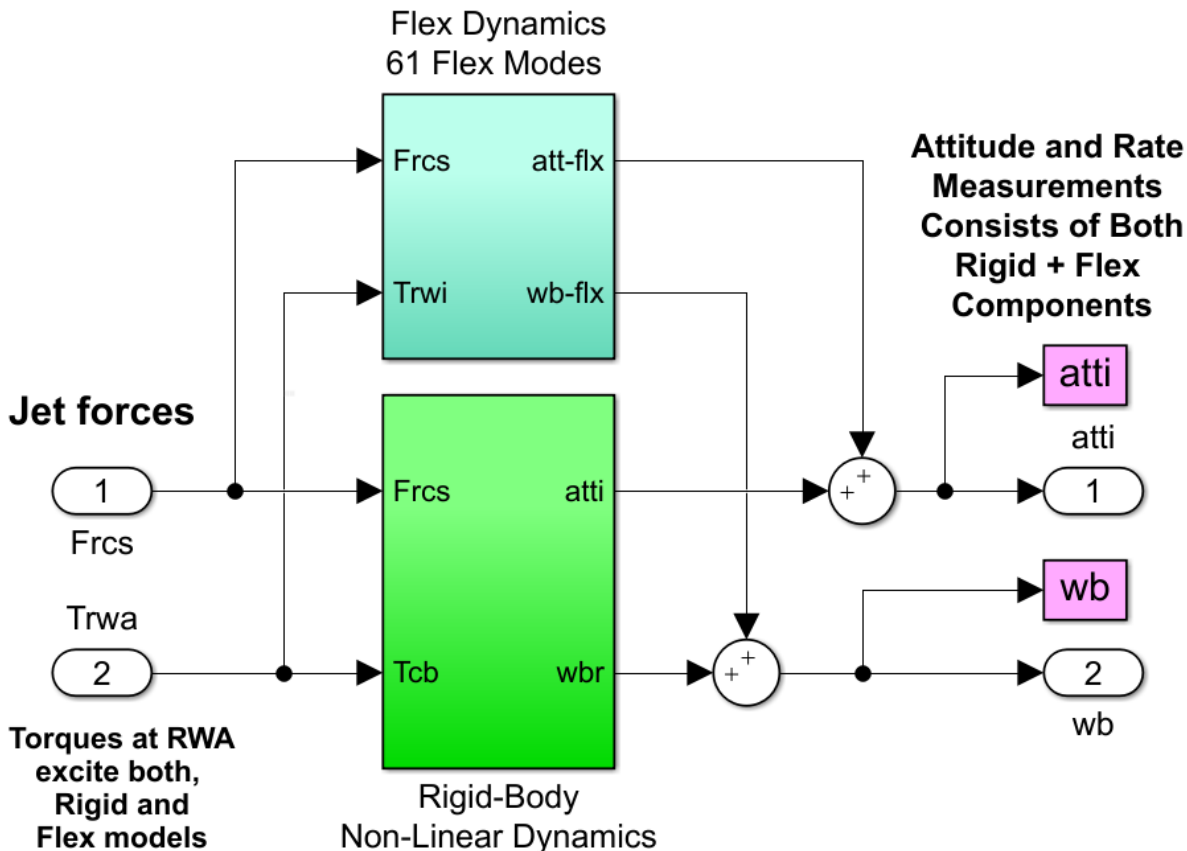 Flex Dynamics
61 Flex Modes
Frcs
att-flx
Trwi
wb-flx
Attitude and Rate
Measurements
Consists of Both
Rigid + Flex
Components
atti
atti
Jet forces
1
Frcs
Frcs
atti
+
+
1
wb
Trwa
2
Tcb
wbr
+
+
2
wb
Torques at RWA
excite both,
Rigid and
Flex models
Rigid-Body
Non-Linear Dynamics